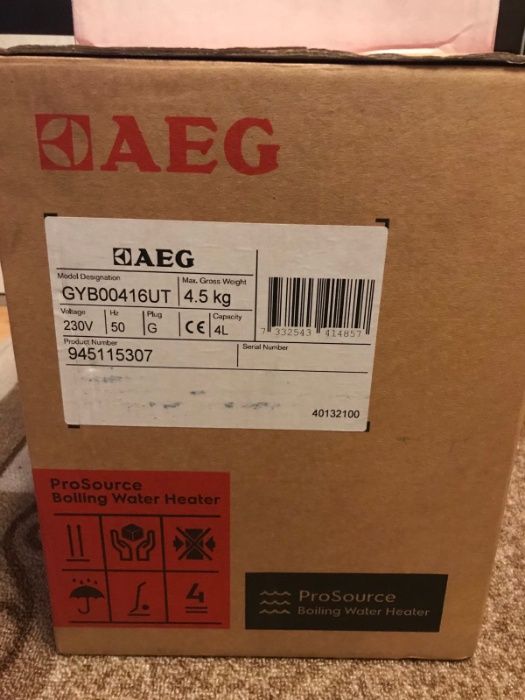 AEG
AEG
Model Designation
GYB00416UT
Max. Gross Weight
4.5 kg
Voltage
230V
Hz
50
Plug
G
CE
Capacity
4L
7 332543 414857
Product Number
945115307
Serial Number
40132100
ProSource
Boiling Water Heater
4
ProSource
Boiling Water Heater